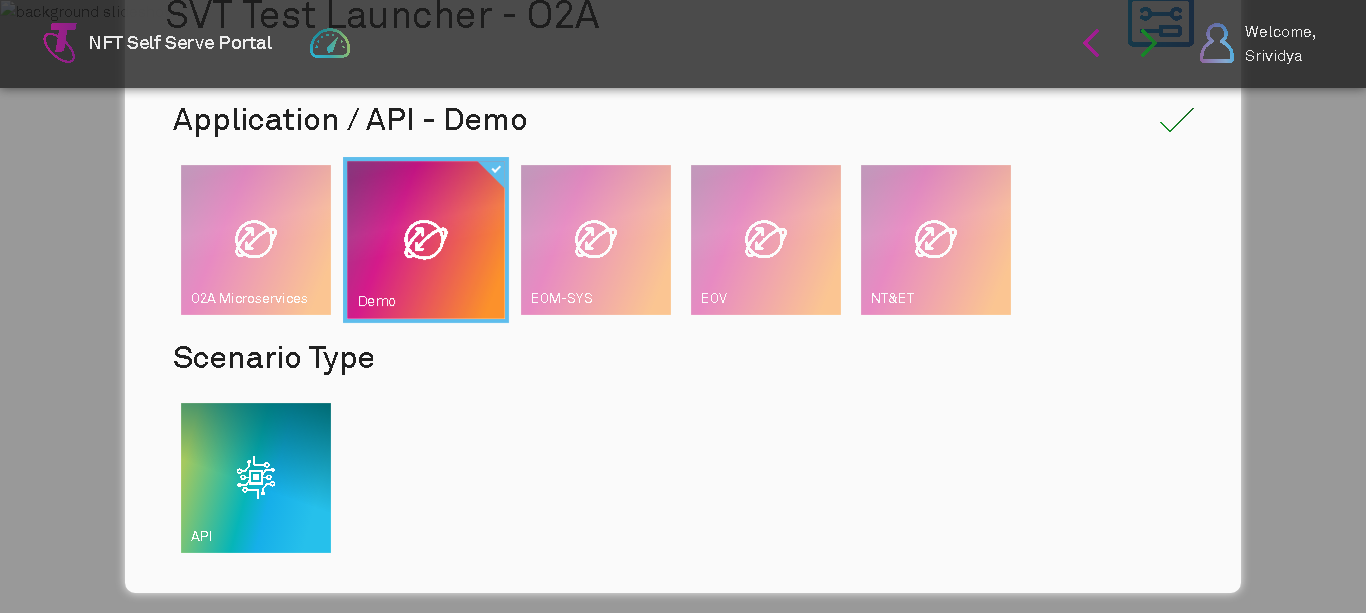 background slid
SVT Test Launcher - O2A
NFT Self Serve Portal
Welcome,
Srividya
Application / API - Demo
O2A Microservices
Demo
EOM-SYS
EOV
NT&ET
Scenario Type
API